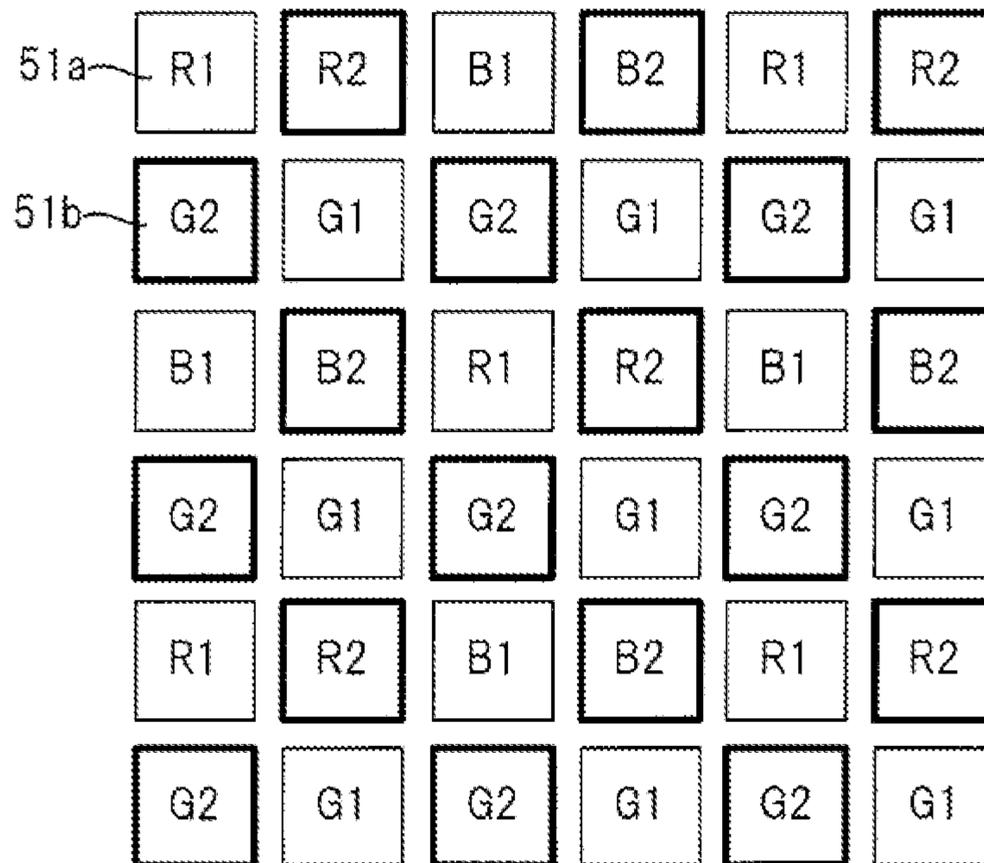 51a R1 R2 B1 B2 R1 R2
51b G2 G1 G2 G1 G2 G1
B1 B2 R1 R2 B1 B2
G2 G1 G2 G1 G2 G1
R1 R2 B1 B2 R1 R2
G2 G1 G2 G1 G2 G1